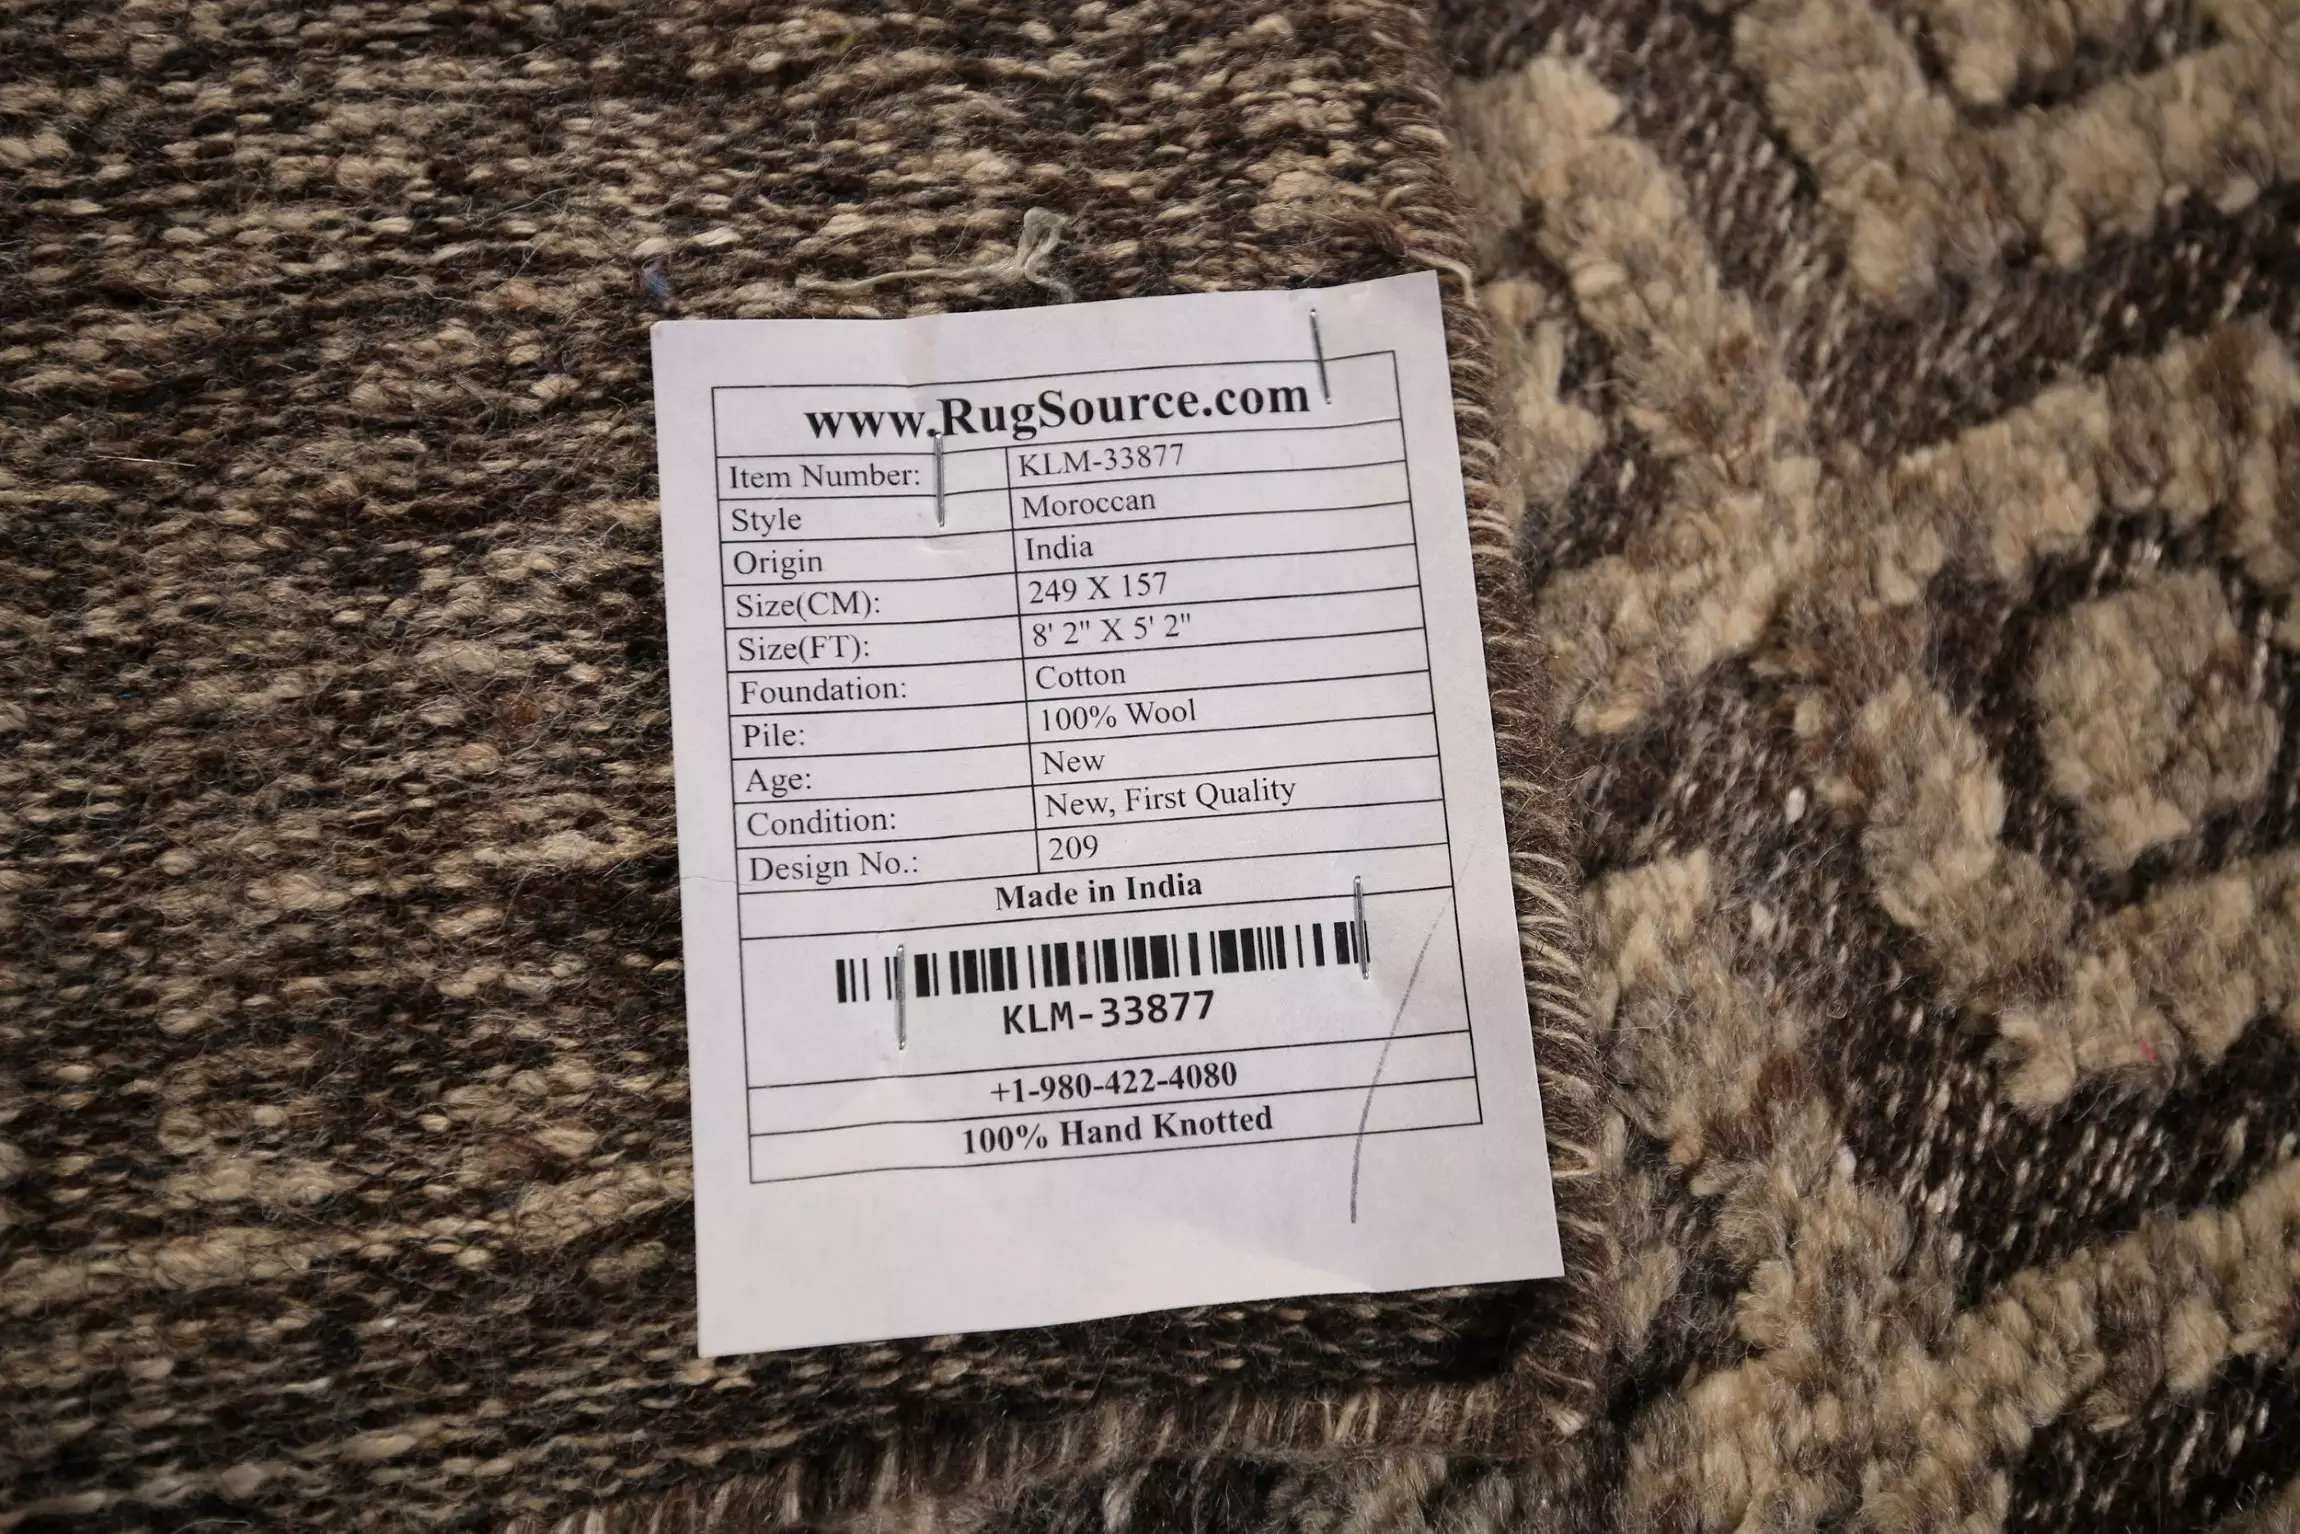 www.RugSource.com
Item Number: KLM-33877
Style Moroccan
Origin India
Size(CM): 249 X 157
Size(FT): 8' 2" X 5' 2"
Foundation: Cotton
Pile: 100% Wool
Age: New
Condition: New, First Quality
Design No.: 209
Made in India
KLM-33877
+1-980-422-4080
100% Hand Knotted